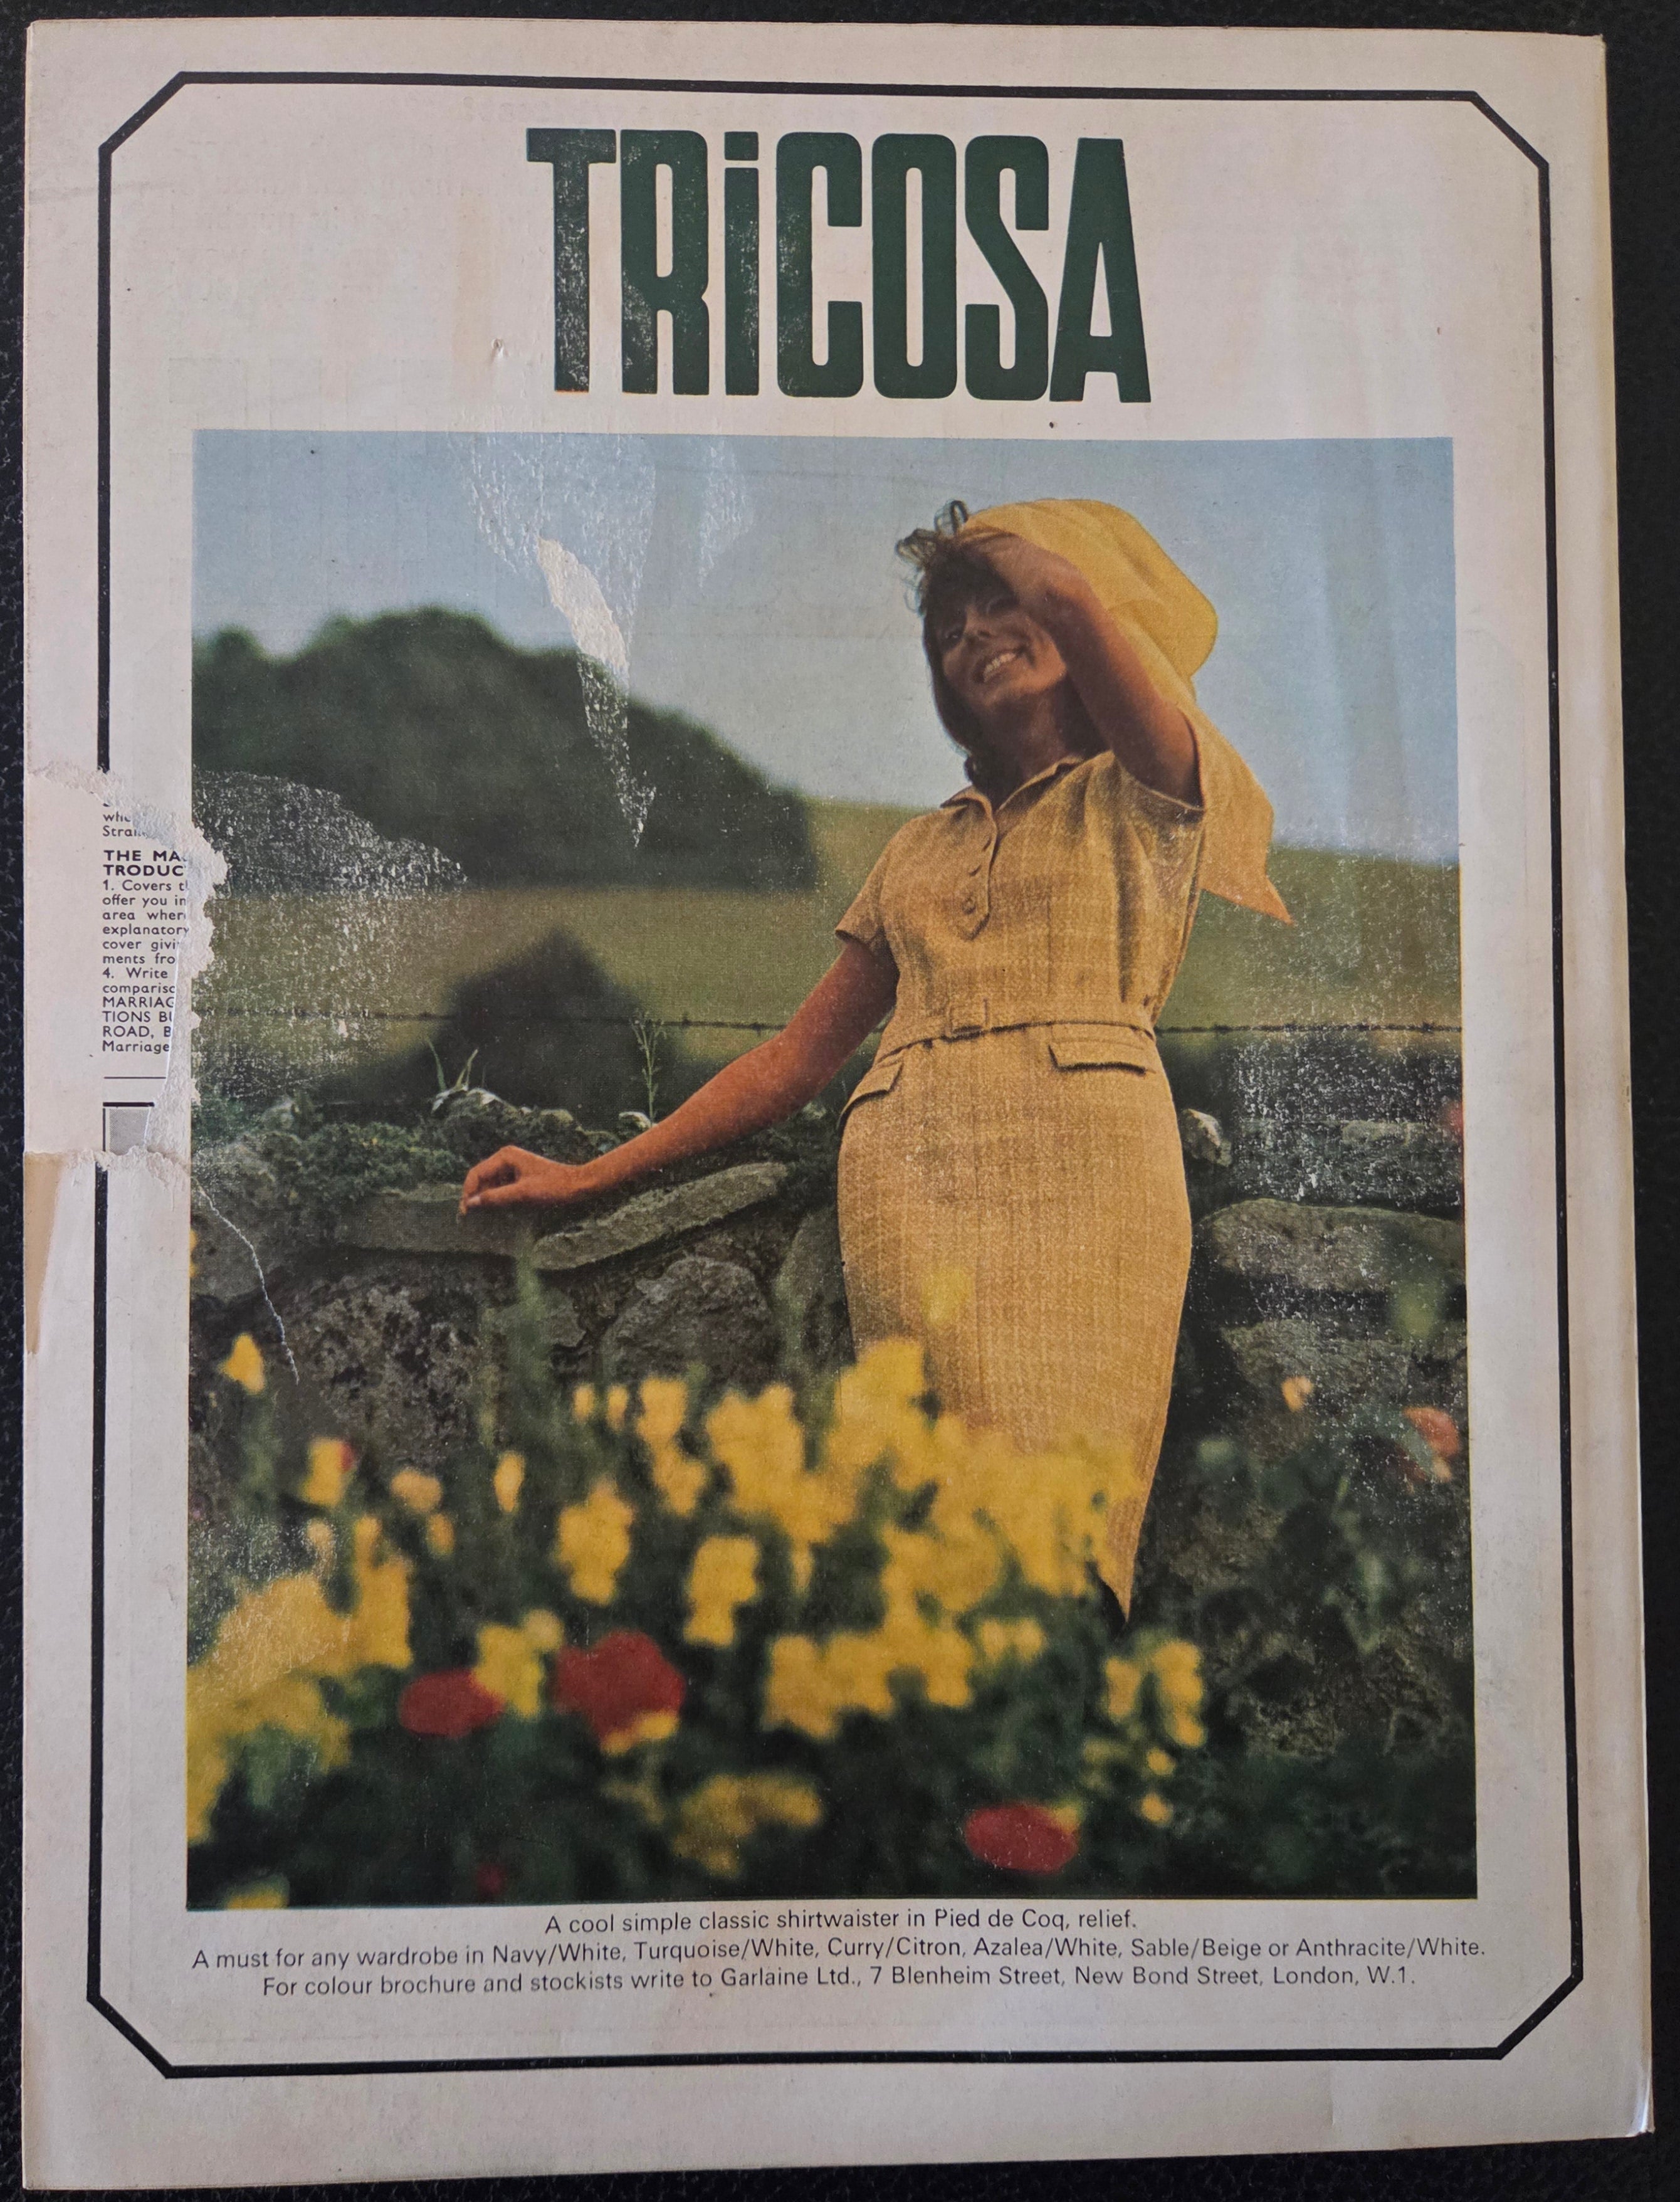 TRiCOSA
Strai
THE MA
TRODUC
1. Covers t
offer you in
area wher
explanatory
cover givi
ments fro
4. Write
comparisc
MARRIAG
TIONS B
ROAD, B
Marriage
A cool simple classic shirtwaister in Pied de Coq, relief.
A must for any wardrobe in Navy/White, Turquoise/White, Curry/Citron, Azalea/White, Sable/Beige or Anthracite/White.
For colour brochure and stockists write to Garlaine Ltd., 7 Blenheim Street, New Bond Street, London, W.1.